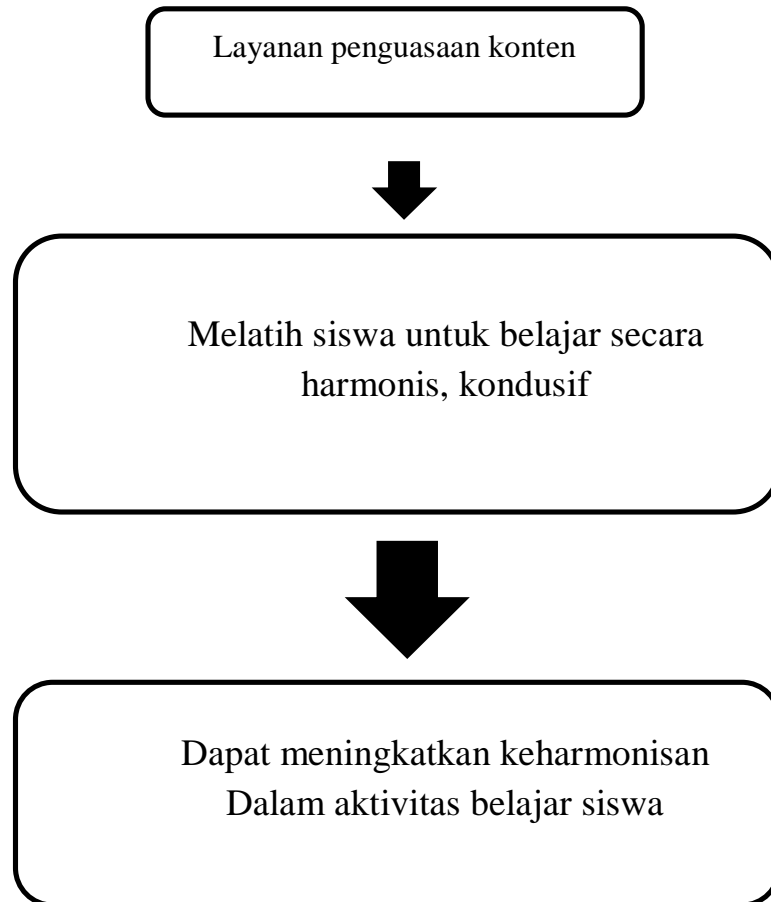 Layanan penguasaan konten
Melatih siswa untuk belajar secara
harmonis, kondusif
Dapat meningkatkan keharmonisan
Dalam aktivitas belajar siswa